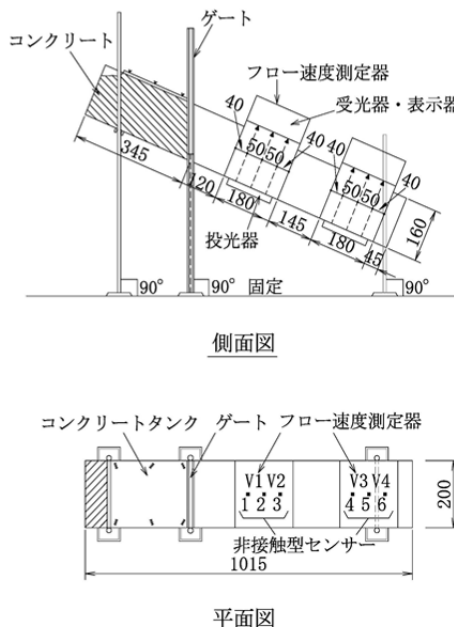 ゲート
コンクリート
フロー速度測定器
受光器・表示器
40
50 50
40
40
50 50
40
345
120
180
投光器
145
180
45
160
90°
90°
固定
90°
側面図
コンクリートタンク
ゲート
フロー速度測定器
V1 V2
1 2 3
V3 V4
4 5 6
200
非接触型センサー
1015
平面図